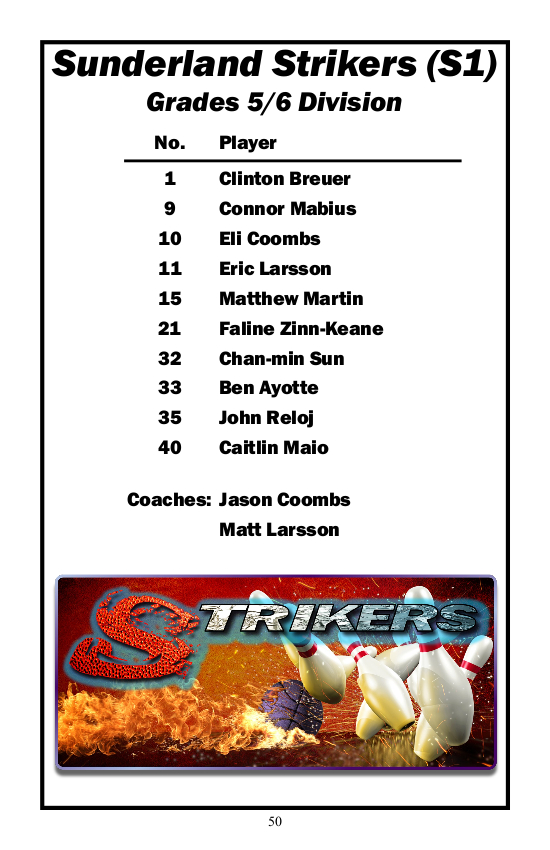 Sunderland Strikers (S1)
Grades 5/6 Division
No. Player
1 Clinton Breuer
9 Connor Mabius
10 Eli Coombs
11 Eric Larsson
15 Matthew Martin
21 Faline Zinn-Keane
32 Chan-min Sun
33 Ben Ayotte
35 John Reloj
40 Caitlin Maio
Coaches: Jason Coombs
Matt Larsson
STRIKERS
50